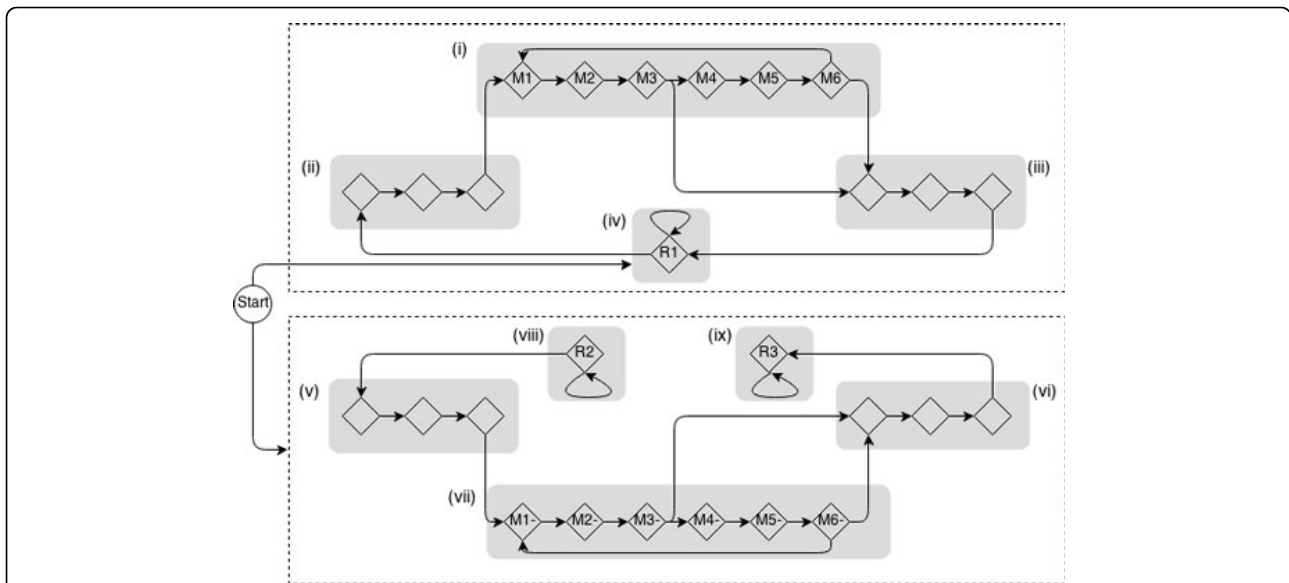 (i)
M1 M2 M3 M4 M5 M6
(ii)
(iii)
(iv)
R1
Start
(viii)
R2
(ix)
R3
(v)
(vi)
(vii)
M1- M2- M3- M4- M5- M6-